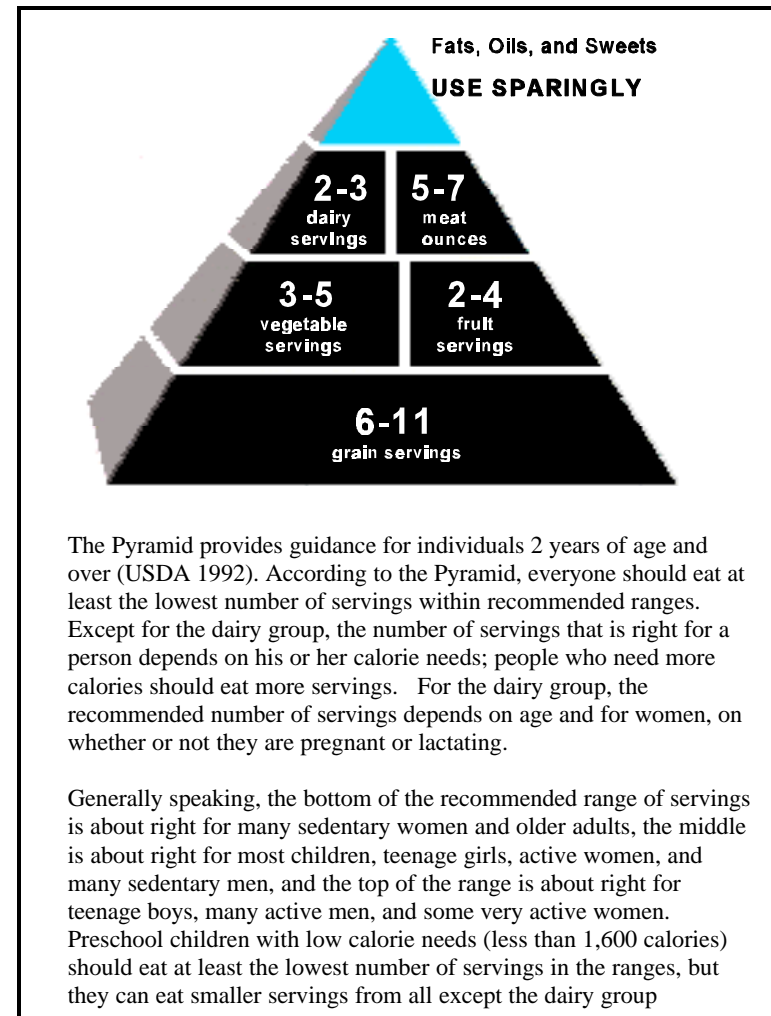 Fats, Oils, and Sweets
USE SPARINGLY
2-3
dairy
servings
5-7
meat
ounces
3-5
vegetable
servings
2-4
fruit
servings
6-11
grain servings
The Pyramid provides guidance for individuals 2 years of age and
over (USDA 1992). According to the Pyramid, everyone should eat at
least the lowest number of servings within recommended ranges.
Except for the dairy group, the number of servings that is right for a
person depends on his or her calorie needs; people who need more
calories should eat more servings.   For the dairy group, the
recommended number of servings depends on age and for women, on
whether or not they are pregnant or lactating.
Generally speaking, the bottom of the recommended range of servings
is about right for many sedentary women and older adults, the middle
is about right for most children, teenage girls, active women, and
many sedentary men, and the top of the range is about right for
teenage boys, many active men, and some very active women.
Preschool children with low calorie needs (less than 1,600 calories)
should eat at least the lowest number of servings in the ranges, but
they can eat smaller servings from all except the dairy group